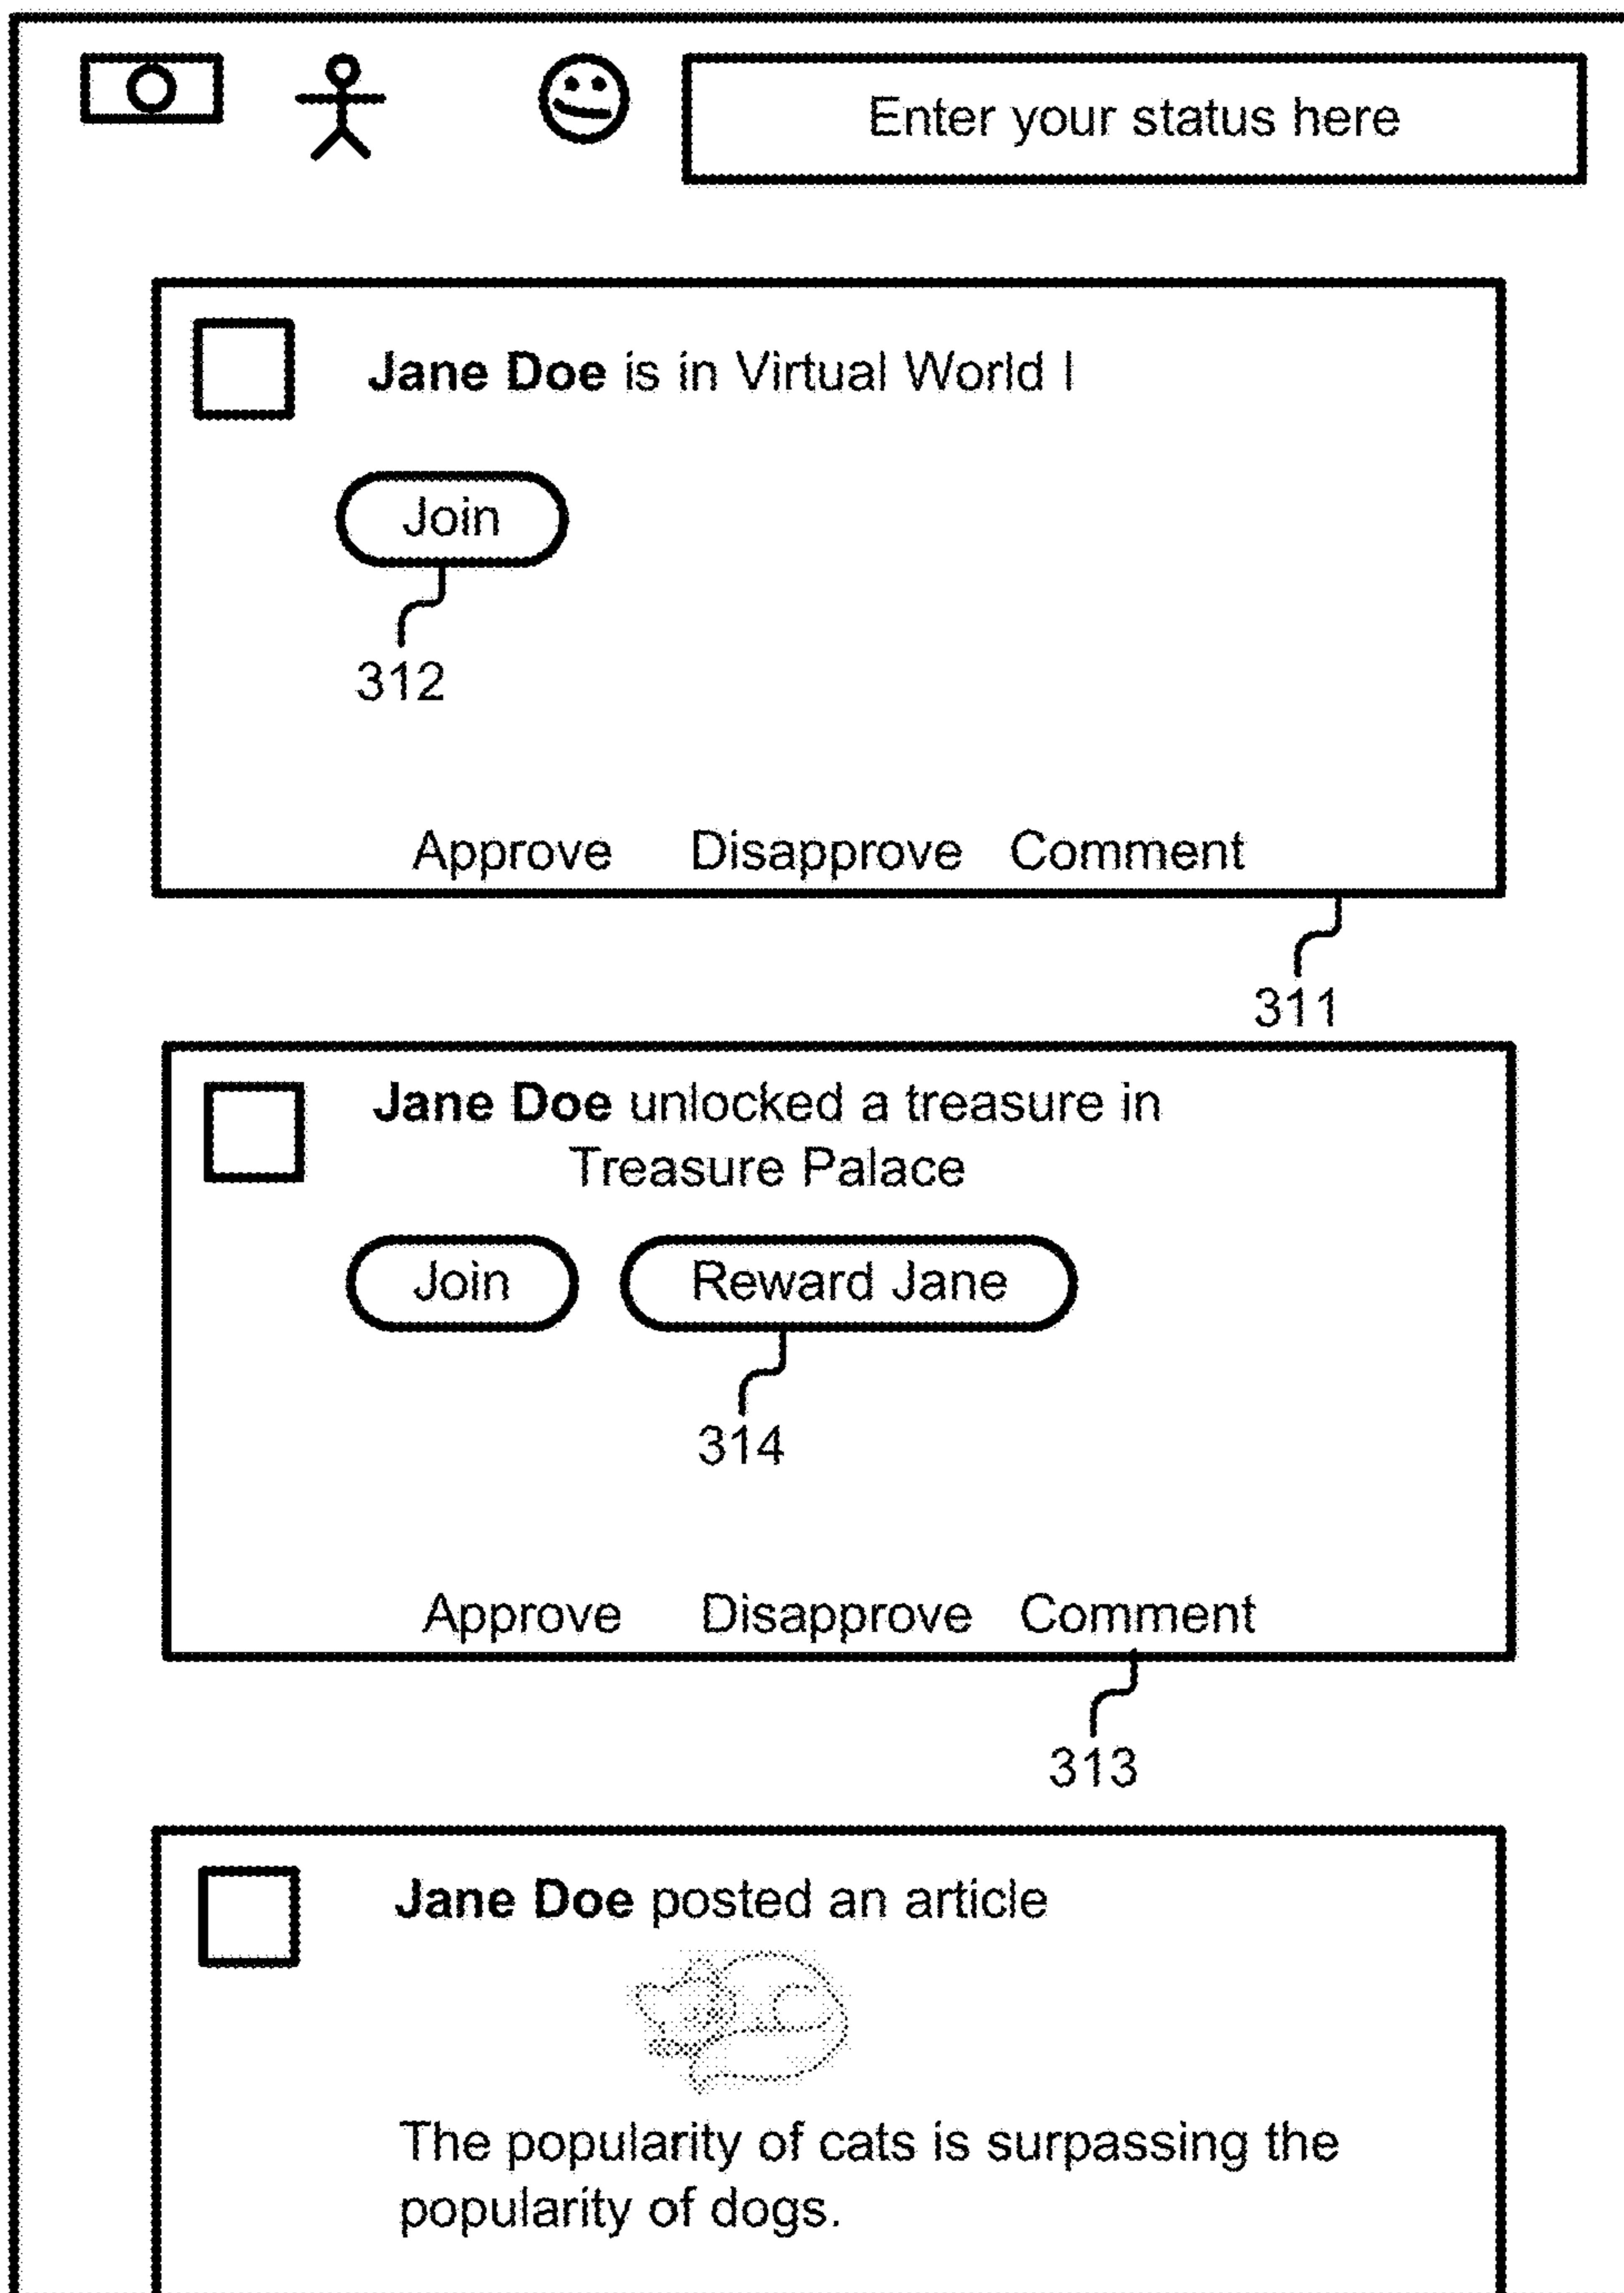 Enter your status here
Jane Doe is in Virtual World I
Join
312
Approve Disapprove Comment
311
Jane Doe unlocked a treasure in
Treasure Palace
Join Reward Jane
314
Approve Disapprove Comment
313
Jane Doe posted an article
The popularity of cats is surpassing the
popularity of dogs.